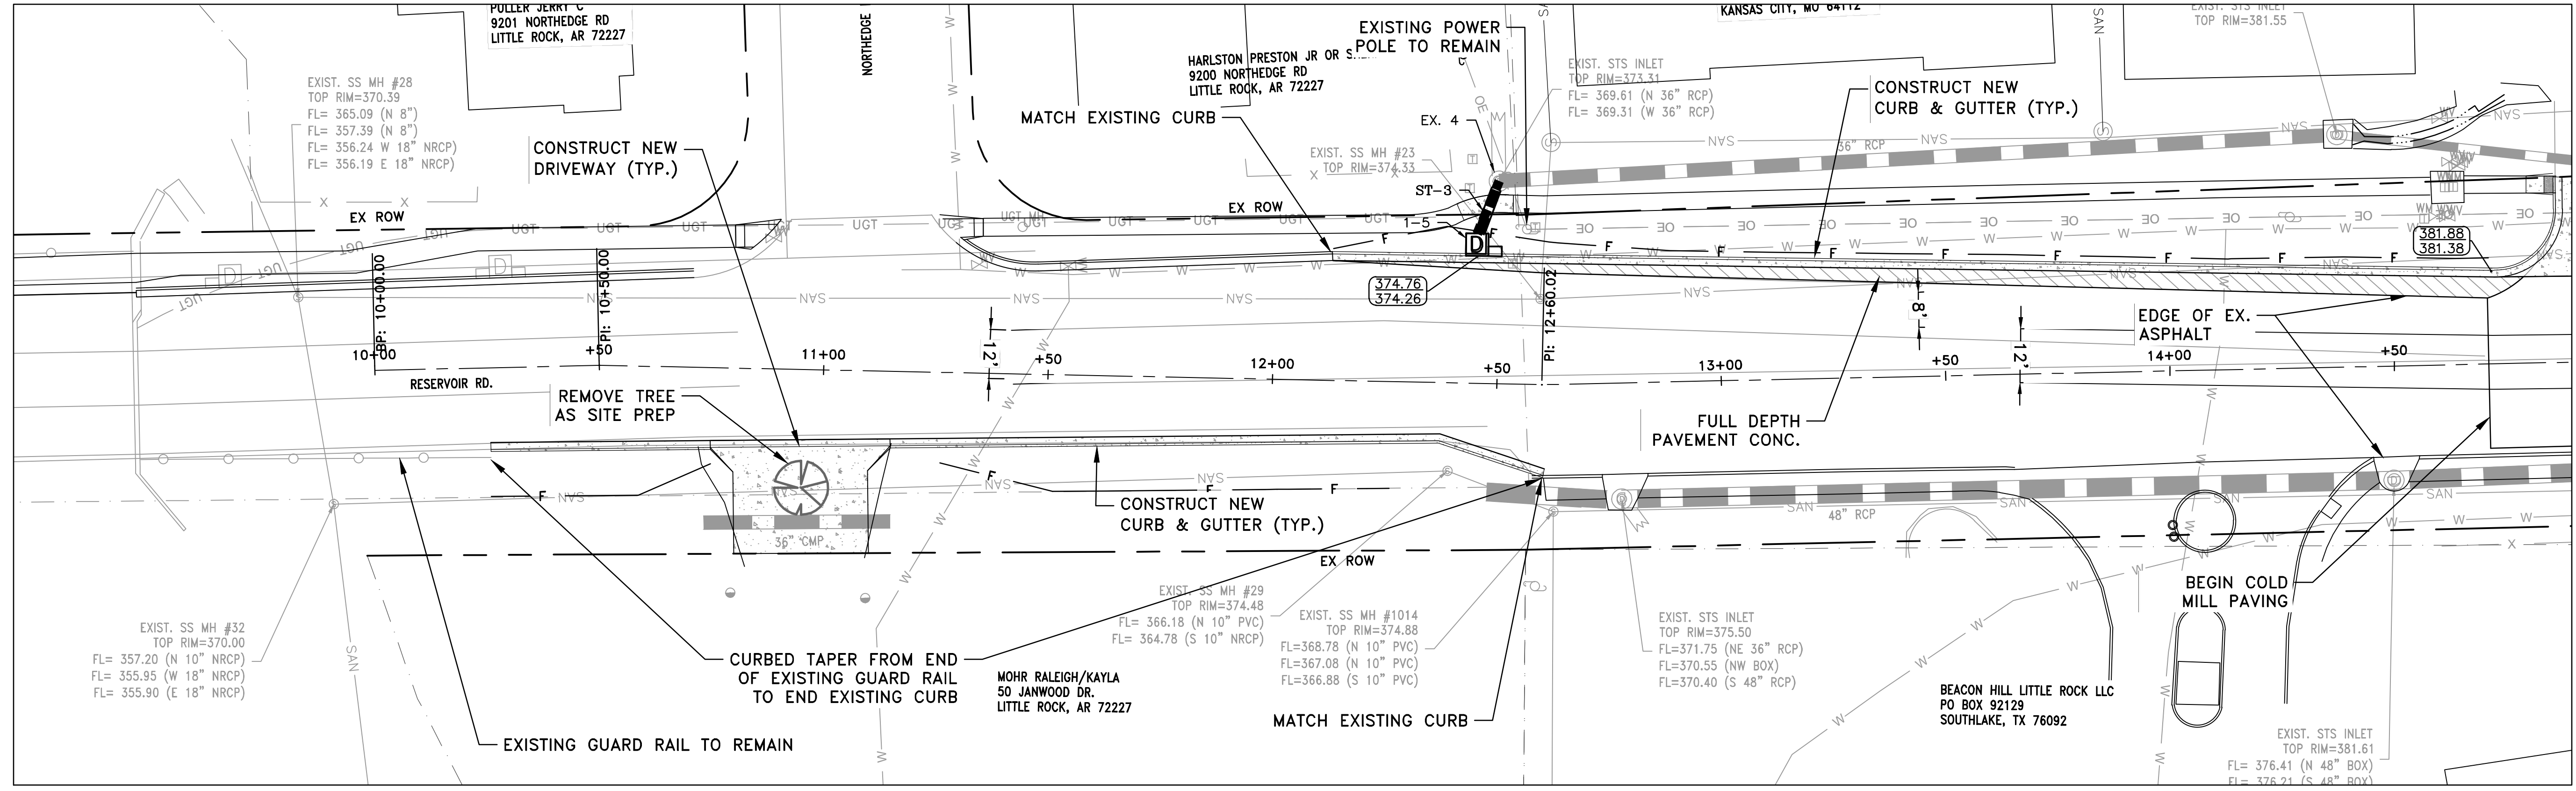 PULLER JERRY C
9201 NORTHEDGE RD
LITTLE ROCK, AR 72227
EXIST. SS MH #28
TOP RIM=370.39
FL= 365.09 (N 8")
FL= 357.39 (N 8")
FL= 356.24 W 18" NRCP)
FL= 356.19 E 18" NRCP)
CONSTRUCT NEW
DRIVEWAY (TYP.)
NORTHEDGE
HARLSTON PRESTON JR OR
9200 NORTHEDGE RD
LITTLE ROCK, AR 72227
EXISTING POWER
POLE TO REMAIN
MATCH EXISTING CURB
EX. 4
EXIST. SS MH #23
TOP RIM=374.33
ST-3
1-5
EXIST. STS INLET
TOP RIM=373.31
FL= 369.61 (N 36" RCP)
FL= 369.31 (W 36" RCP)
KANSAS CITY, MO 64112
CONSTRUCT NEW
CURB & GUTTER (TYP.)
EXIST. STS INLET
TOP RIM=381.55
36" RCP
EX ROW
EX ROW
UGT
UGT MH
SAN
W
OE
F
D
374.76
374.26
381.88
381.38
BP: 10+00.00
PI: 10+50.00
PI: 12+60.02
10+00
+50
11+00
+50
12+00
+50
13+00
+50
14+00
+50
12'
8'
12'
RESERVOIR RD.
REMOVE TREE
AS SITE PREP
FULL DEPTH
PAVEMENT CONC.
EDGE OF EX.
ASPHALT
36" CMP
CONSTRUCT NEW
CURB & GUTTER (TYP.)
48" RCP
EX ROW
BEGIN COLD
MILL PAVING
EXIST. SS MH #32
TOP RIM=370.00
FL= 357.20 (N 10" NRCP)
FL= 355.95 (W 18" NRCP)
FL= 355.90 (E 18" NRCP)
CURBED TAPER FROM END
OF EXISTING GUARD RAIL
TO END EXISTING CURB
EXISTING GUARD RAIL TO REMAIN
MOHR RALEIGH/KAYLA
50 JANWOOD DR.
LITTLE ROCK, AR 72227
EXIST. SS MH #29
TOP RIM=374.48
FL= 366.18 (N 10" PVC)
FL= 364.78 (S 10" NRCP)
EXIST. SS MH #1014
TOP RIM=374.88
FL=368.78 (N 10" PVC)
FL=367.08 (N 10" PVC)
FL=366.88 (S 10" PVC)
MATCH EXISTING CURB
EXIST. STS INLET
TOP RIM=375.50
FL=371.75 (NE 36" RCP)
FL=370.55 (NW BOX)
FL=370.40 (S 48" RCP)
BEACON HILL LITTLE ROCK LLC
PO BOX 92129
SOUTHLAKE, TX 76092
EXIST. STS INLET
TOP RIM=381.61
FL= 376.41 (N 48" BOX)
FL= 376.21 (S 48" BOX)